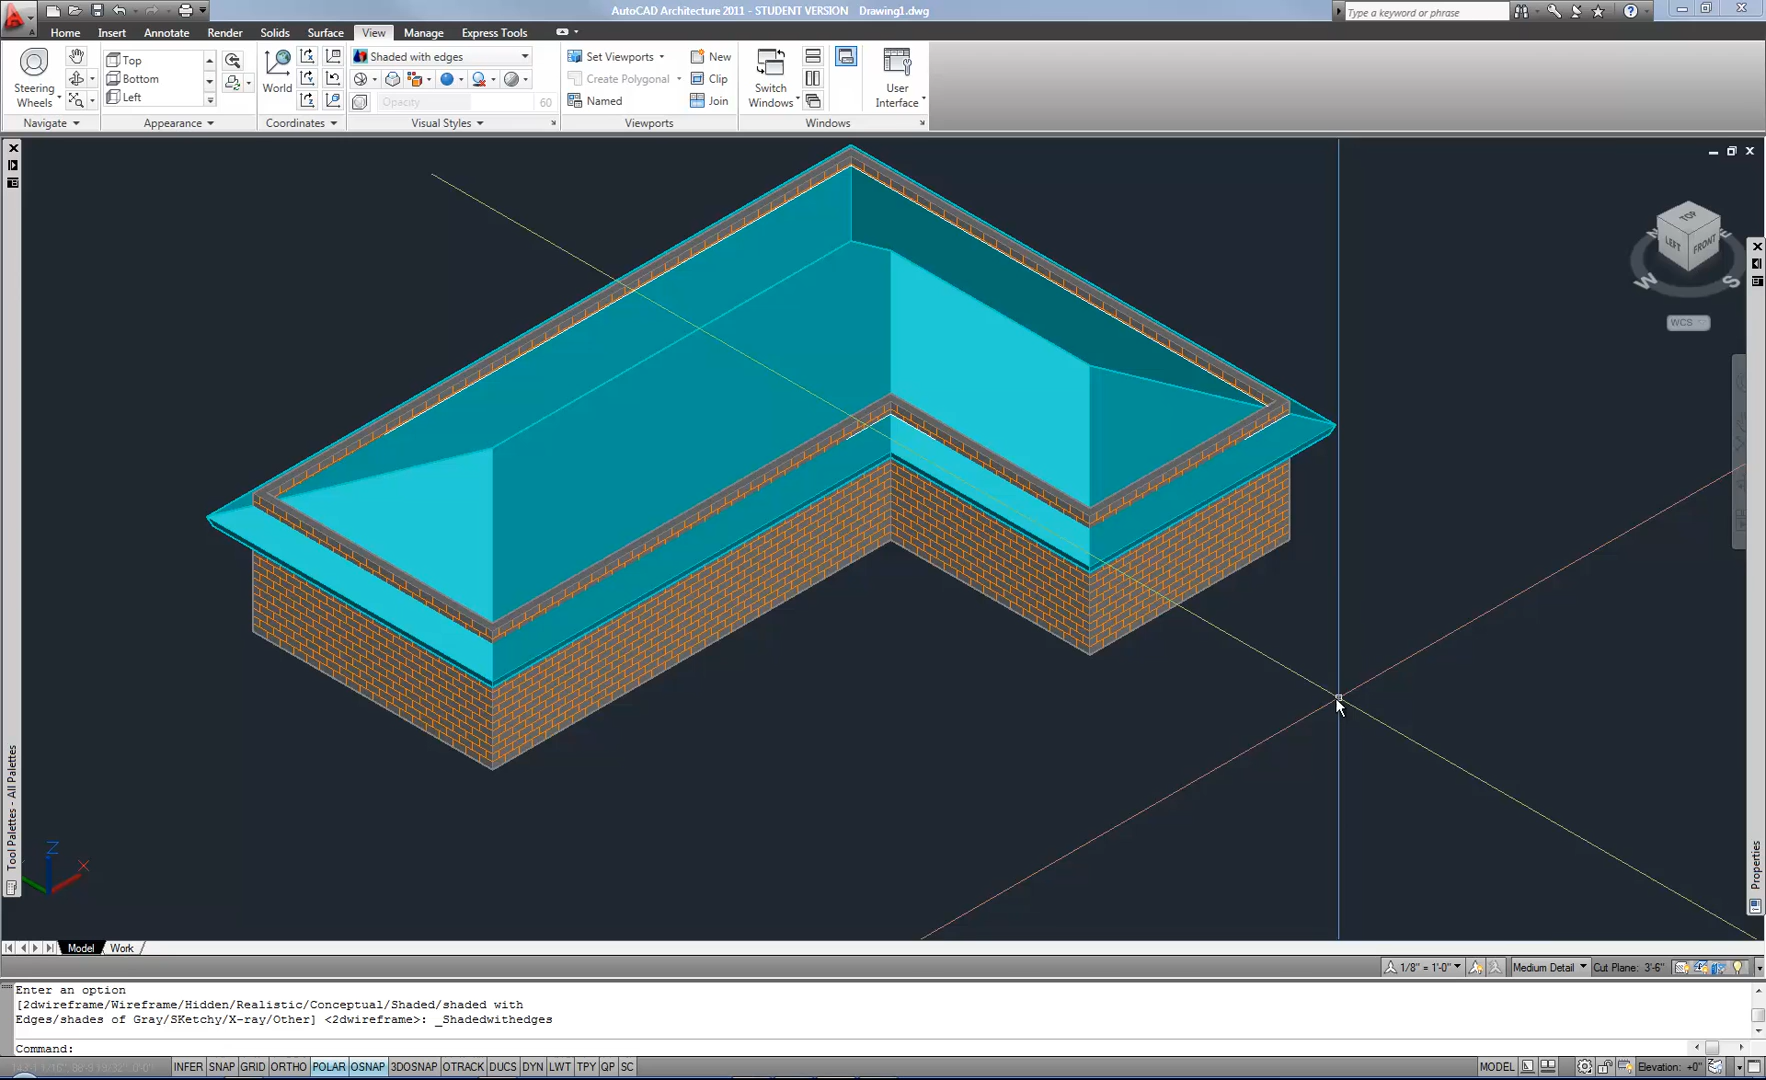 AutoCAD Architecture 2011 - STUDENT VERSION Drawing1.dwg
Type a keyword or phrase
Home Insert Annotate Render Solids Surface View Manage Express Tools
Steering Wheels
Top
Bottom
Left
World
Shaded with edges
Opacity 60
Set Viewports
Create Polygonal
Named
New
Clip
Join
Switch Windows
User Interface
Navigate Appearance Coordinates Visual Styles Viewports Windows
TOP
LEFT FRONT
N E
W S
WCS
Tool Palettes - All Palettes
Properties
Z
X
Model Work
1/8" = 1'-0" Medium Detail Cut Plane: 3'-6"
Enter an option
[2dwireframe/Wireframe/Hidden/Realistic/Conceptual/Shaded/shaded with
Edges/shades of Gray/SKetchy/X-ray/Other] <2dwireframe>: _Shadedwithedges
Command:
INFER SNAP GRID ORTHO POLAR OSNAP 3DOSNAP OTRACK DUCS DYN LWT TPY QP SC
MODEL Elevation: +0"